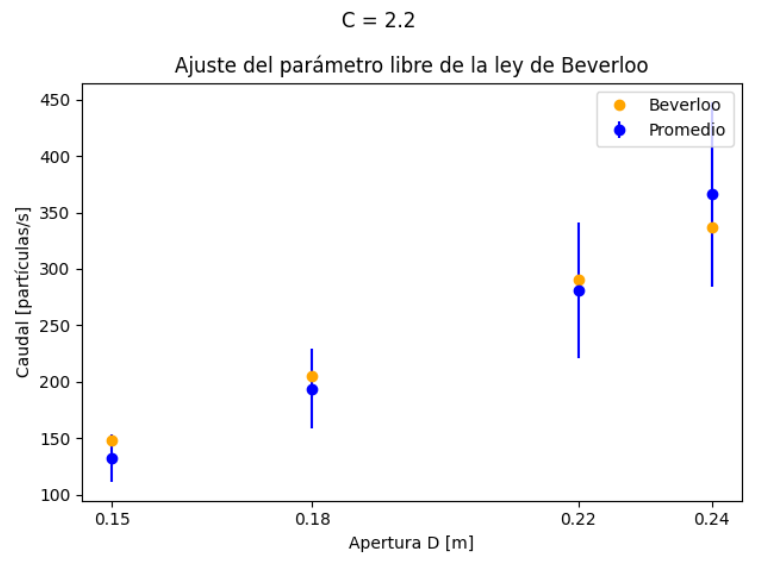 C = 2.2
Ajuste del parámetro libre de la ley de Beverloo
Beverloo
Promedio
Caudal [partículas/s]
450
400
350
300
250
200
150
100
0.15
0.18
0.22
0.24
Apertura D [m]